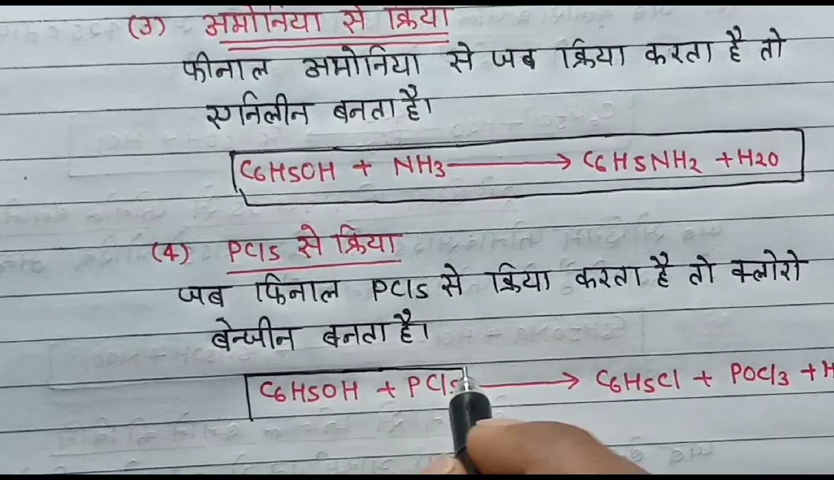 (3) अमोनिया से क्रिया
फीनाल अमोनिया से जब क्रिया करता है तो
एनिलीन बनता है।
C6H5OH + NH3 ⟶ C6H5NH2 + H2O
(4) PCl5 से क्रिया
जब फिनाल PCl5 से क्रिया करता है तो क्लोरो
बेन्जीन बनता है।
C6H5OH + PCl ⟶ C6H5Cl + POCl3 + H